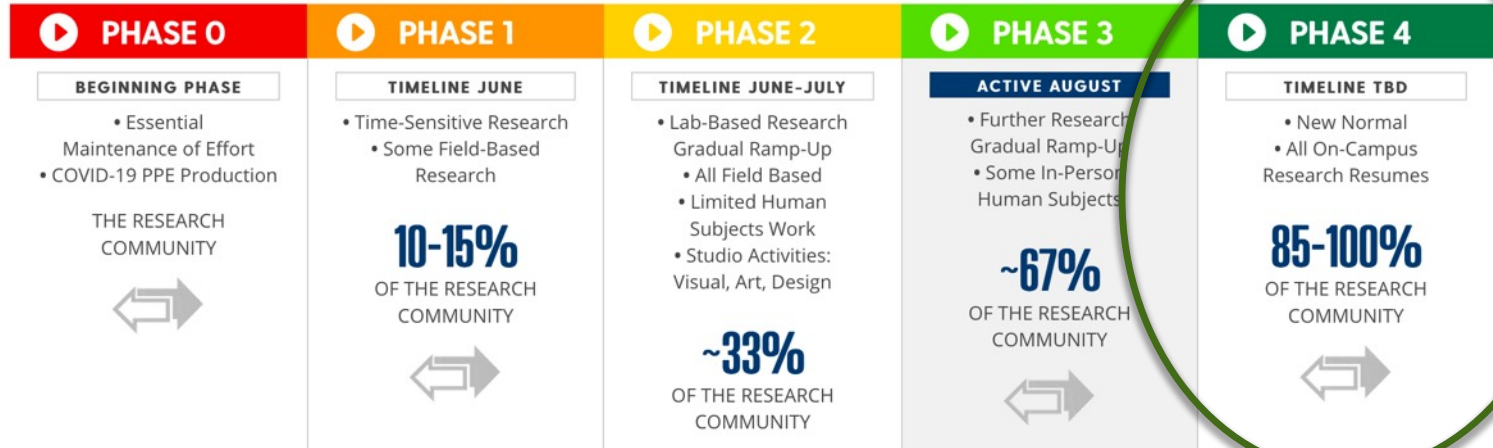 PHASE 0
BEGINNING PHASE
• Essential
Maintenance of Effort
• COVID-19 PPE Production
THE RESEARCH
COMMUNITY
PHASE 1
TIMELINE JUNE
• Time-Sensitive Research
• Some Field-Based
Research
10-15%
OF THE RESEARCH
COMMUNITY
PHASE 2
TIMELINE JUNE-JULY
• Lab-Based Research
Gradual Ramp-Up
• All Field Based
• Limited Human
Subjects Work
• Studio Activities:
Visual, Art, Design
~33%
OF THE RESEARCH
COMMUNITY
PHASE 3
ACTIVE AUGUST
• Further Research
Gradual Ramp-Up
• Some In-Person
Human Subjects
~67%
OF THE RESEARCH
COMMUNITY
PHASE 4
TIMELINE TBD
• New Normal
• All On-Campus
Research Resumes
85-100%
OF THE RESEARCH
COMMUNITY